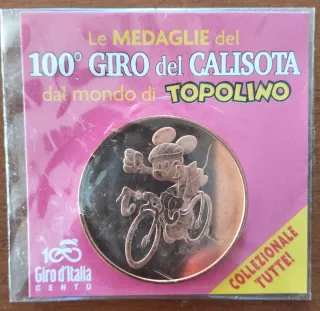 Le MEDAGLIE del
100° GIRO del CALISOTA
dal mondo di TOPOLINO
100
Giro d'Italia
CENTO
COLLEZIONALE
TUTTE!